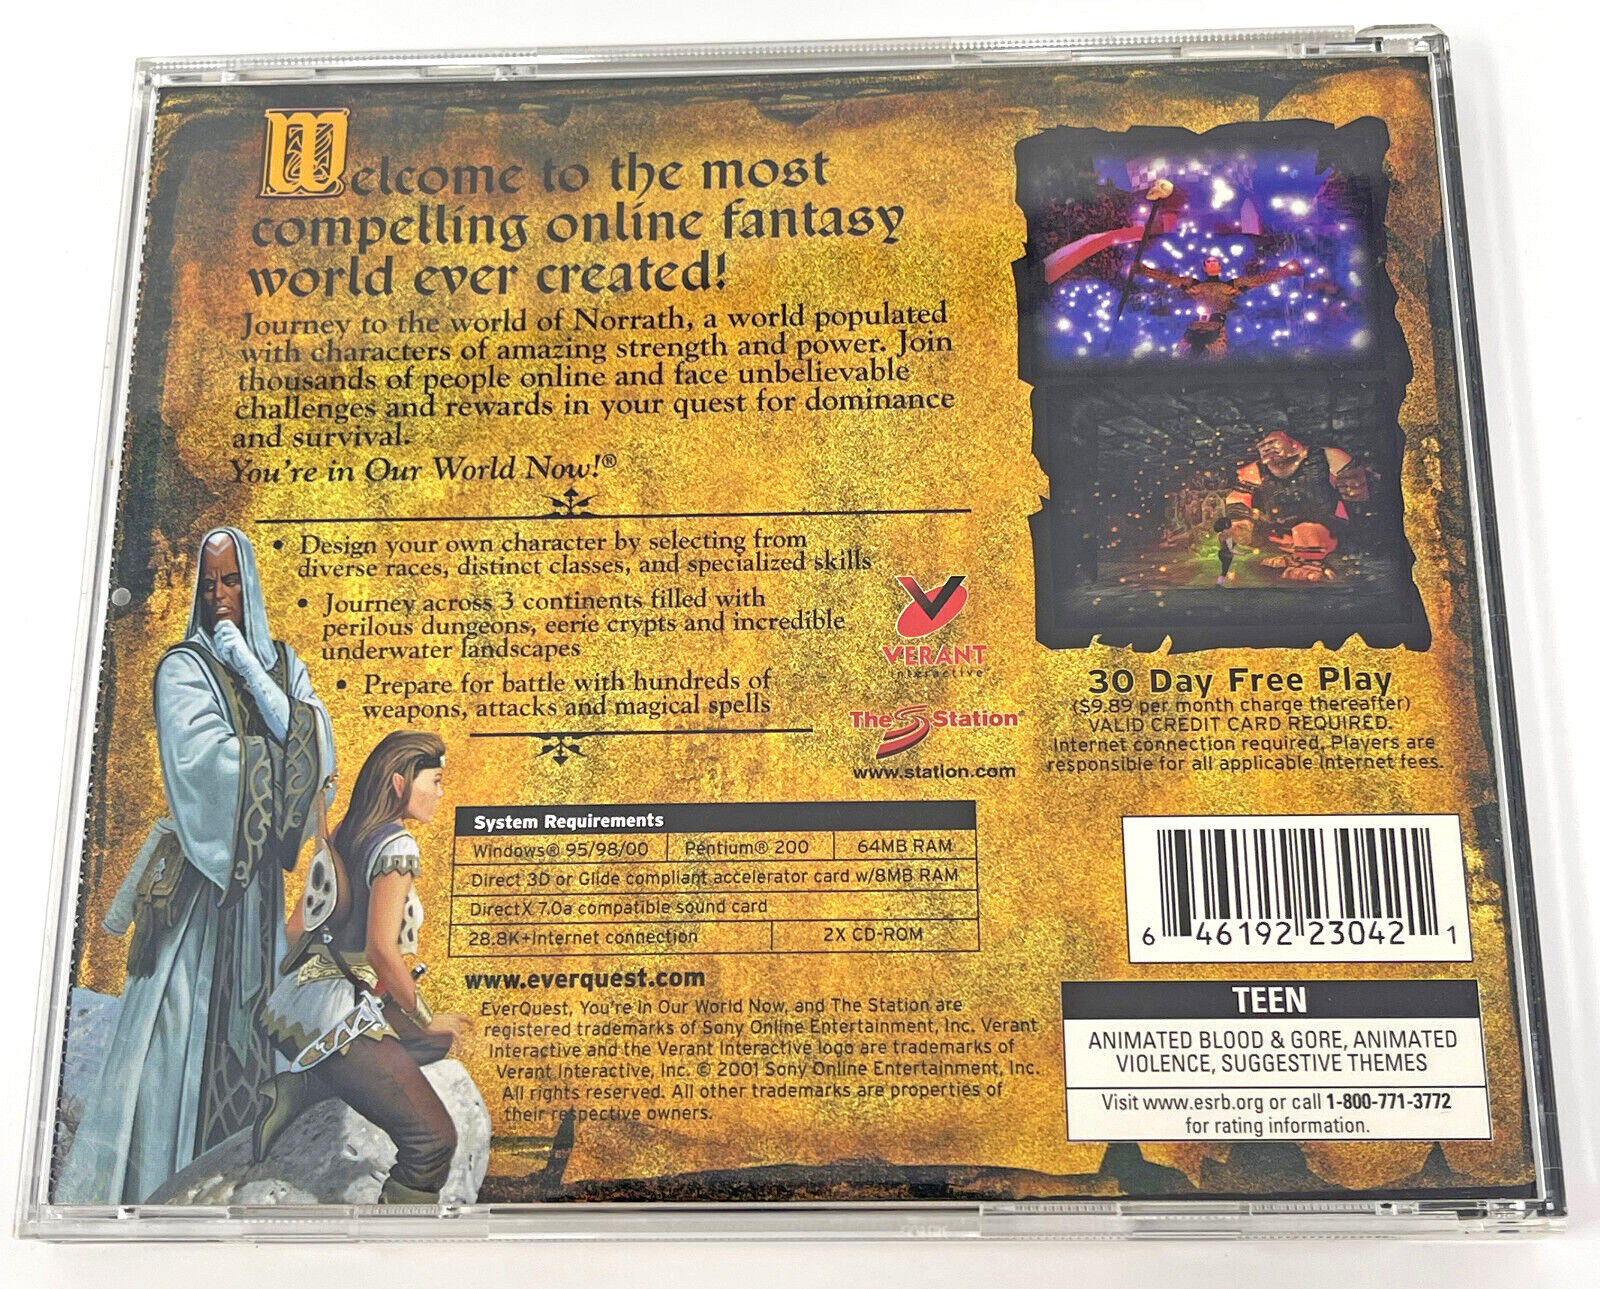 Welcome to the most
compelling online fantasy
world ever created!
Journey to the world of Norrath, a world populated
with characters of amazing strength and power. Join
thousands of people online and face unbelievable
challenges and rewards in your quest for dominance
and survival.
You're in Our World Now!®
• Design your own character by selecting from
diverse races, distinct classes, and specialized skills
• Journey across 3 continents filled with
perilous dungeons, eerie crypts and incredible
underwater landscapes
• Prepare for battle with hundreds of
weapons, attacks and magical spells
VERANT
interactive
The Station®
www.station.com
30 Day Free Play
($9.89 per month charge thereafter)
VALID CREDIT CARD REQUIRED.
Internet connection required. Players are
responsible for all applicable Internet fees.
System Requirements
Windows® 95/98/00 Pentium® 200 64MB RAM
Direct 3D or Glide compliant accelerator card w/8MB RAM
DirectX 7.0a compatible sound card
28.8K+Internet connection 2X CD-ROM
www.everquest.com
EverQuest, You're in Our World Now, and The Station are
registered trademarks of Sony Online Entertainment, Inc. Verant
Interactive and the Verant Interactive logo are trademarks of
Verant Interactive, Inc. © 2001 Sony Online Entertainment, Inc.
All rights reserved. All other trademarks are properties of
their respective owners.
6 46192 23042 1
TEEN
ANIMATED BLOOD & GORE, ANIMATED
VIOLENCE, SUGGESTIVE THEMES
Visit www.esrb.org or call 1-800-771-3772
for rating information.